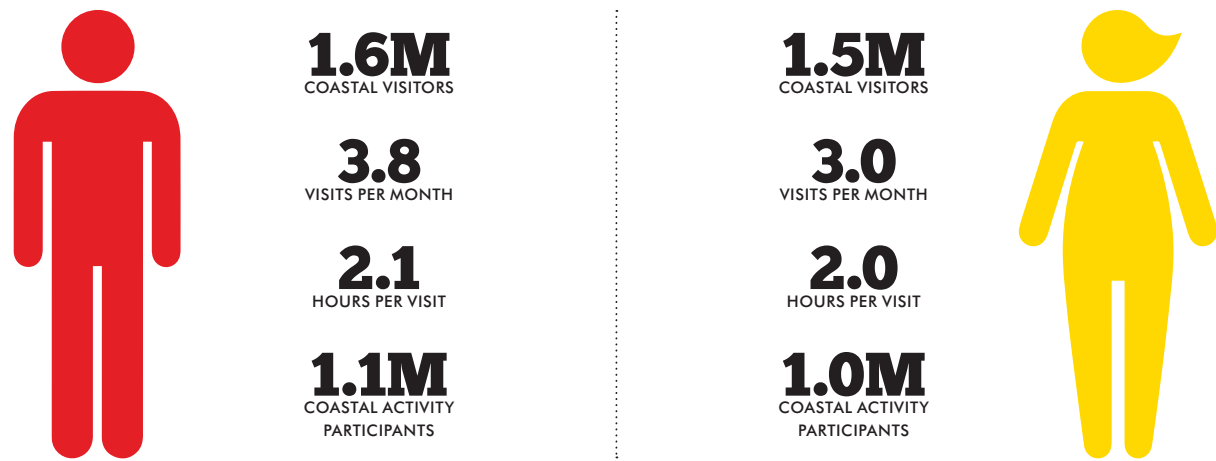 1.6M
COASTAL VISITORS
3.8
VISITS PER MONTH
2.1
HOURS PER VISIT
1.1M
COASTAL ACTIVITY
PARTICIPANTS
1.5M
COASTAL VISITORS
3.0
VISITS PER MONTH
2.0
HOURS PER VISIT
1.0M
COASTAL ACTIVITY
PARTICIPANTS